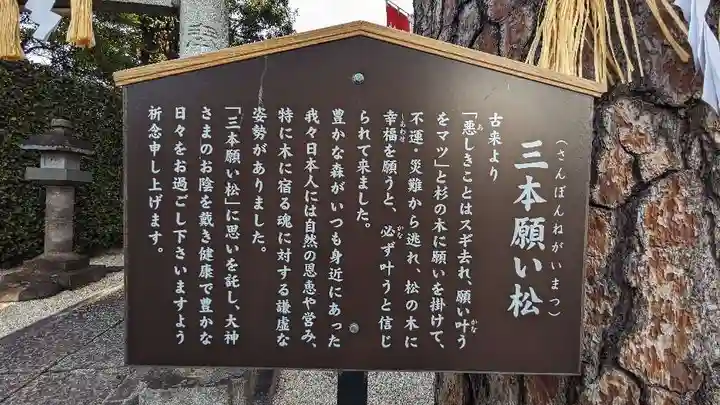 三本願い松
（さんぼんねがいまつ）
古来より
「悪しきことはスギ去れ、願い叶う
をマツ」と杉の木に願いを掛けて、
不運・災難から逃れ、松の木に
幸福を願うと、必ず叶うと信じ
られて来ました。
豊かな森がいつも身近にあった
我々日本人には自然の恩恵や営み、
特に木に宿る魂に対する謙虚な
姿勢がありました。
「三本願い松」に思いを託し、大神
さまのお陰を戴き健康で豊かな
日々をお過ごし下さいますよう
祈念申し上げます。